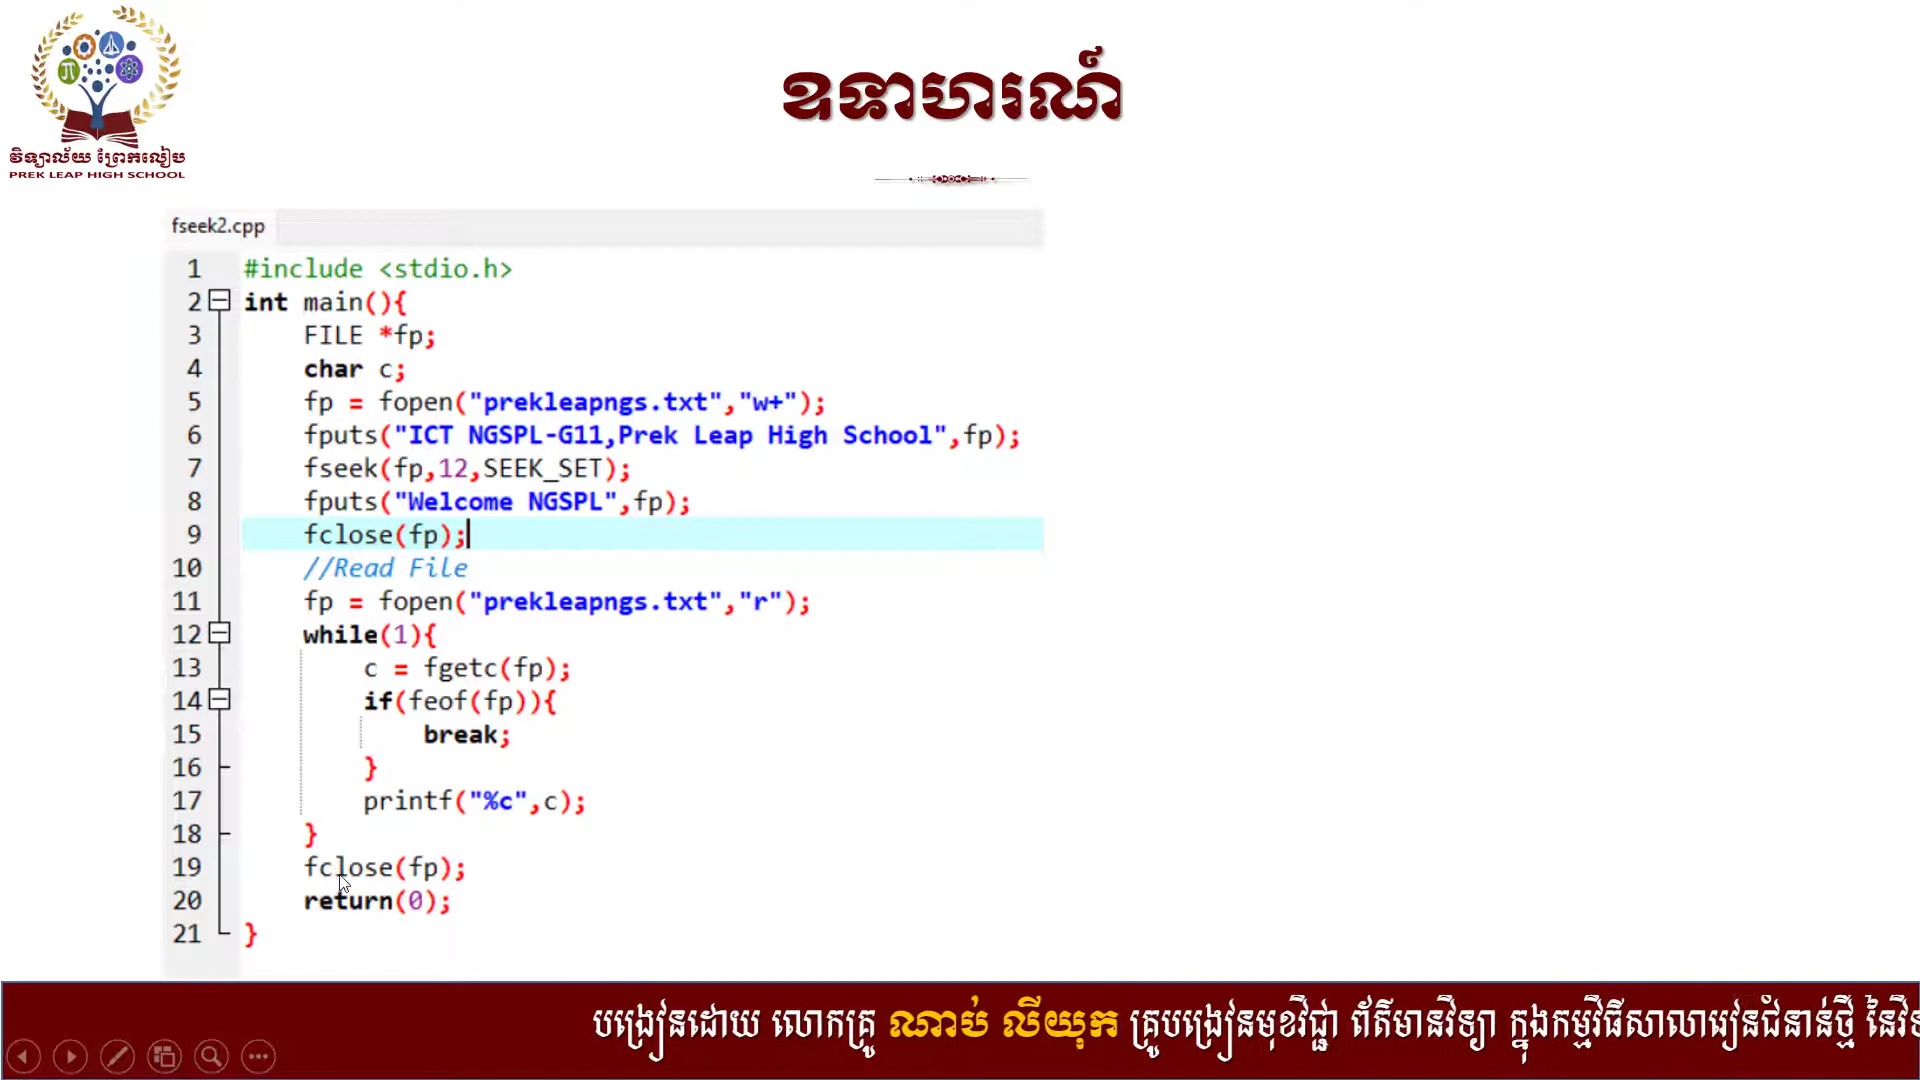 ឧទាហរណ៍
វិទ្យាល័យ ព្រែកលៀប
PREK LEAP HIGH SCHOOL
fseek2.cpp
1 #include <stdio.h>
2 int main(){
3 FILE *fp;
4 char c;
5 fp = fopen("prekleapngs.txt","w+");
6 fputs("ICT NGSPL-G11,Prek Leap High School",fp);
7 fseek(fp,12,SEEK_SET);
8 fputs("Welcome NGSPL",fp);
9 fclose(fp);
10 //Read File
11 fp = fopen("prekleapngs.txt","r");
12 while(1){
13 c = fgetc(fp);
14 if(feof(fp)){
15 break;
16 }
17 printf("%c",c);
18 }
19 fclose(fp);
20 return(0);
21 }
បង្រៀនដោយ លោកគ្រូ ណាប់ លីយុក គ្រូបង្រៀនមុខវិជ្ជា ព័ត៌មានវិទ្យា ក្នុងកម្មវិធីសាលារៀនជំនាន់ថ្មី នៃវិ